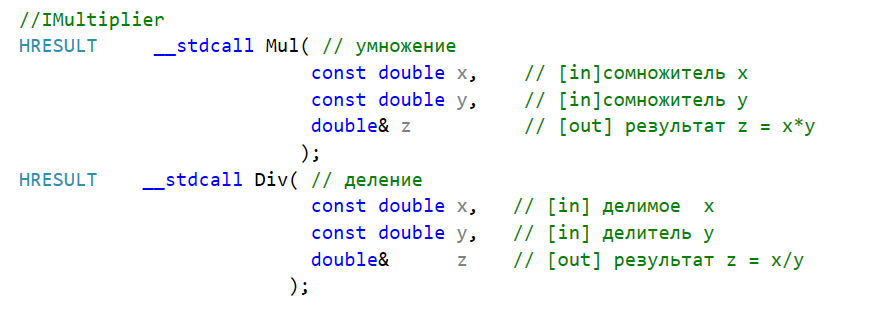 //IMultiplier
HRESULT __stdcall Mul( // умножение
const double x, // [in]сомножитель x
const double y, // [in]сомножитель y
double& z // [out] результат z = x*y
);
HRESULT __stdcall Div( // деление
const double x, // [in] делимое x
const double y, // [in] делитель y
double& z // [out] результат z = x/y
);